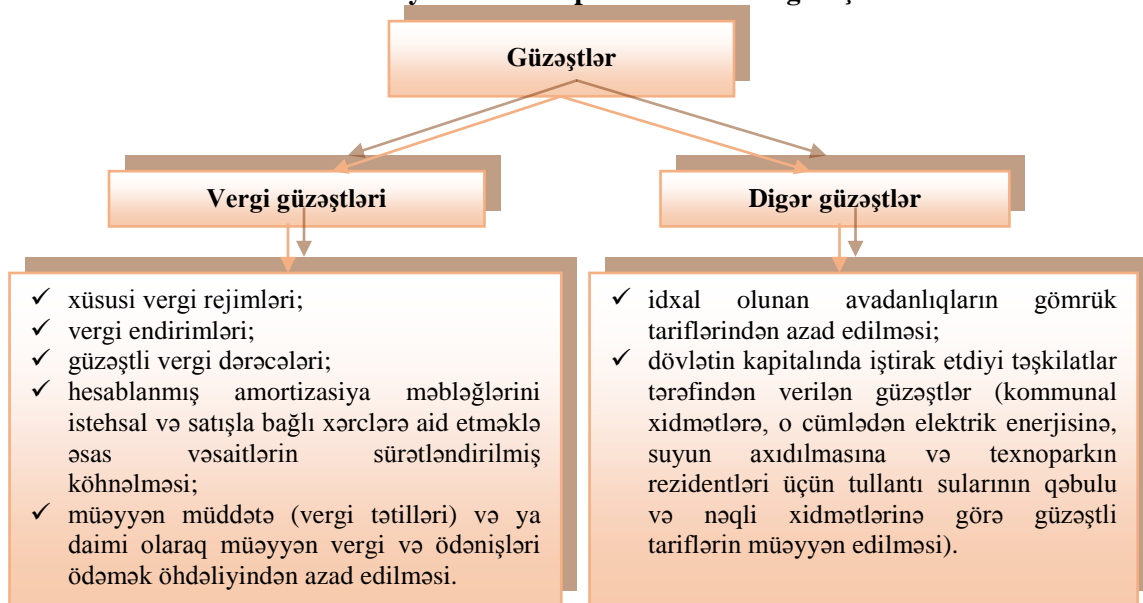 Güzəştlər
Vergi güzəştləri
Digər güzəştlər
✓ xüsusi vergi rejimləri;
✓ vergi endirimləri;
✓ güzəştli vergi dərəcələri;
✓ hesablanmış amortizasiya məbləğlərini
istehsal və satışla bağlı xərclərə aid etməklə
əsas vəsaitlərin sürətləndirilmiş
köhnəlməsi;
✓ müəyyən müddətə (vergi tətilləri) və ya
daimi olaraq müəyyən vergi və ödənişləri
ödəmək öhdəliyindən azad edilməsi.
✓ idxal olunan avadanlıqların gömrük
tariflərindən azad edilməsi;
✓ dövlətin kapitalında iştirak etdiyi təşkilatlar
tərəfindən verilən güzəştlər (kommunal
xidmətlərə, o cümlədən elektrik enerjisinə,
suyun axıdılmasına və texnoparkın
rezidentləri üçün tullantı sularının qəbulu
və nəqli xidmətlərinə görə güzəştli
tariflərin müəyyən edilməsi).